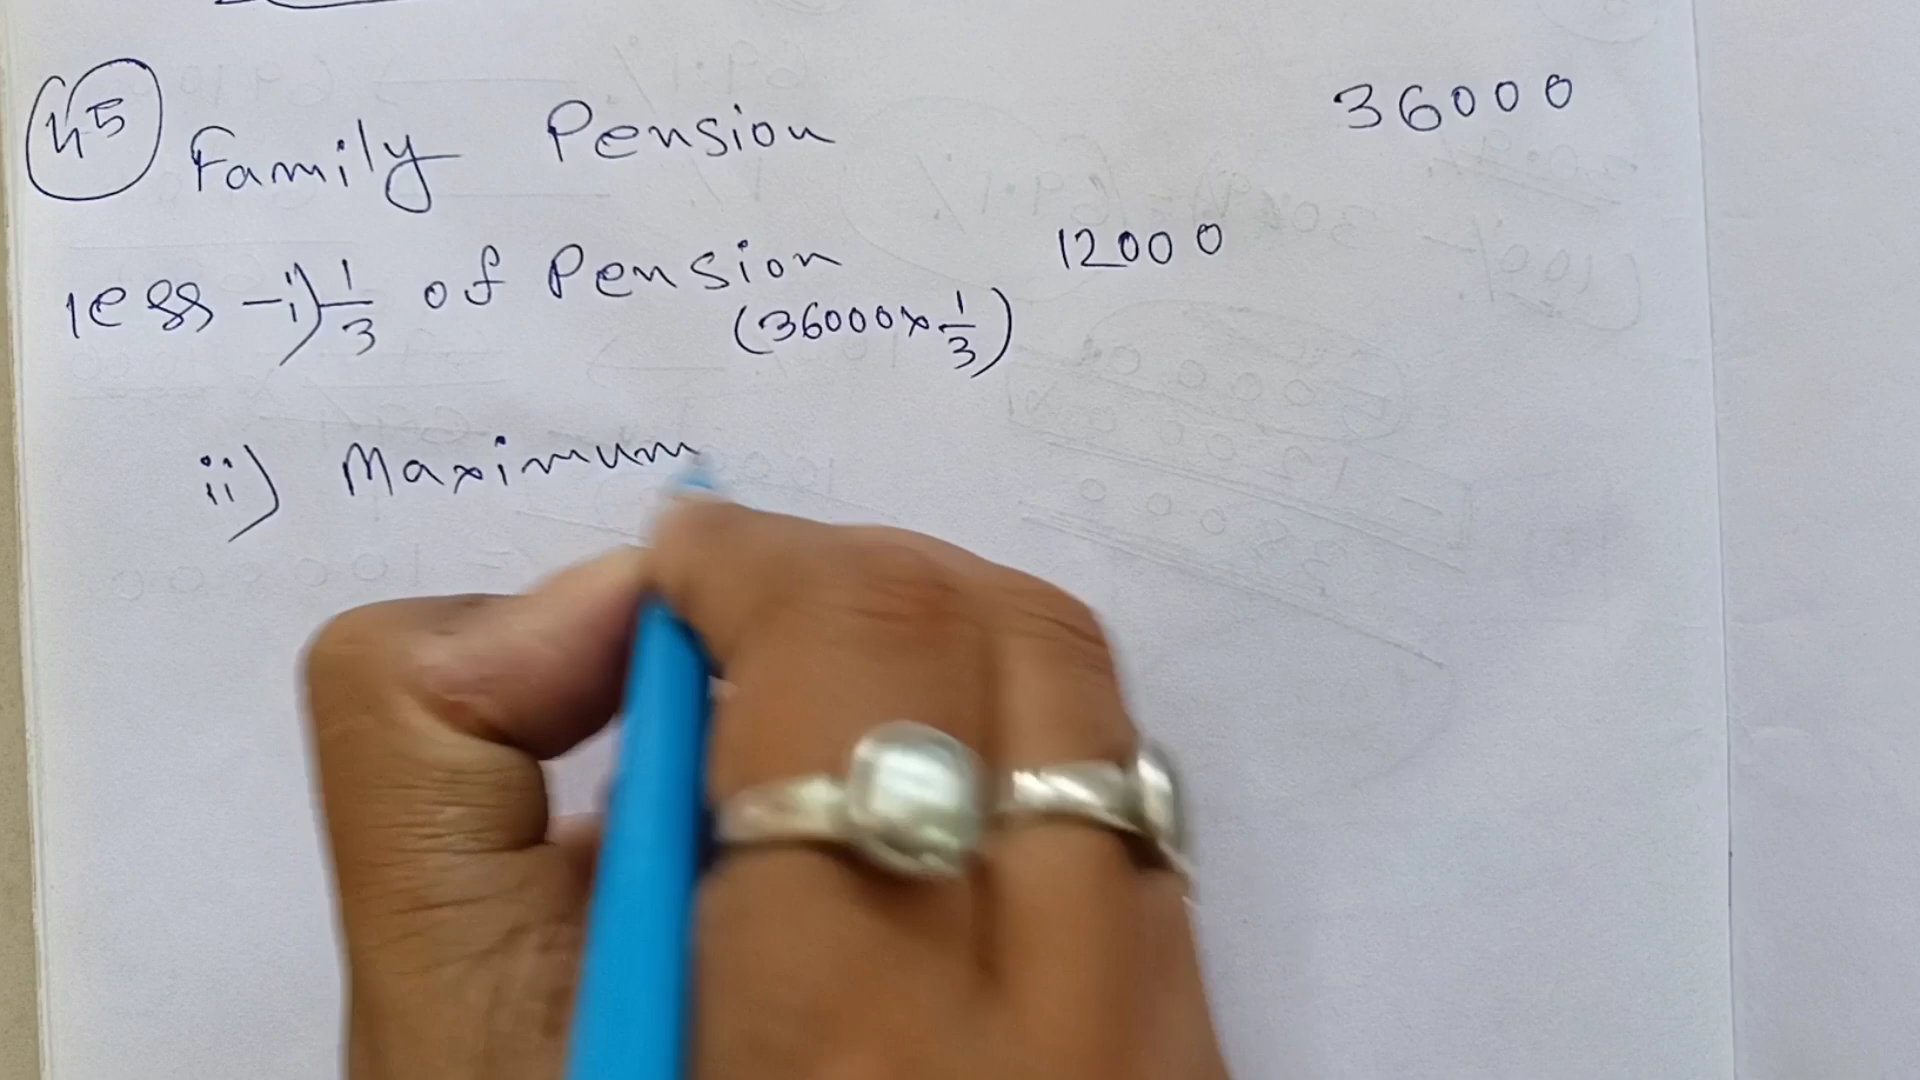 45 Family Pension 36000
less - i) 1/3 of Pension 12000
(36000 x 1/3)
ii) Maximum